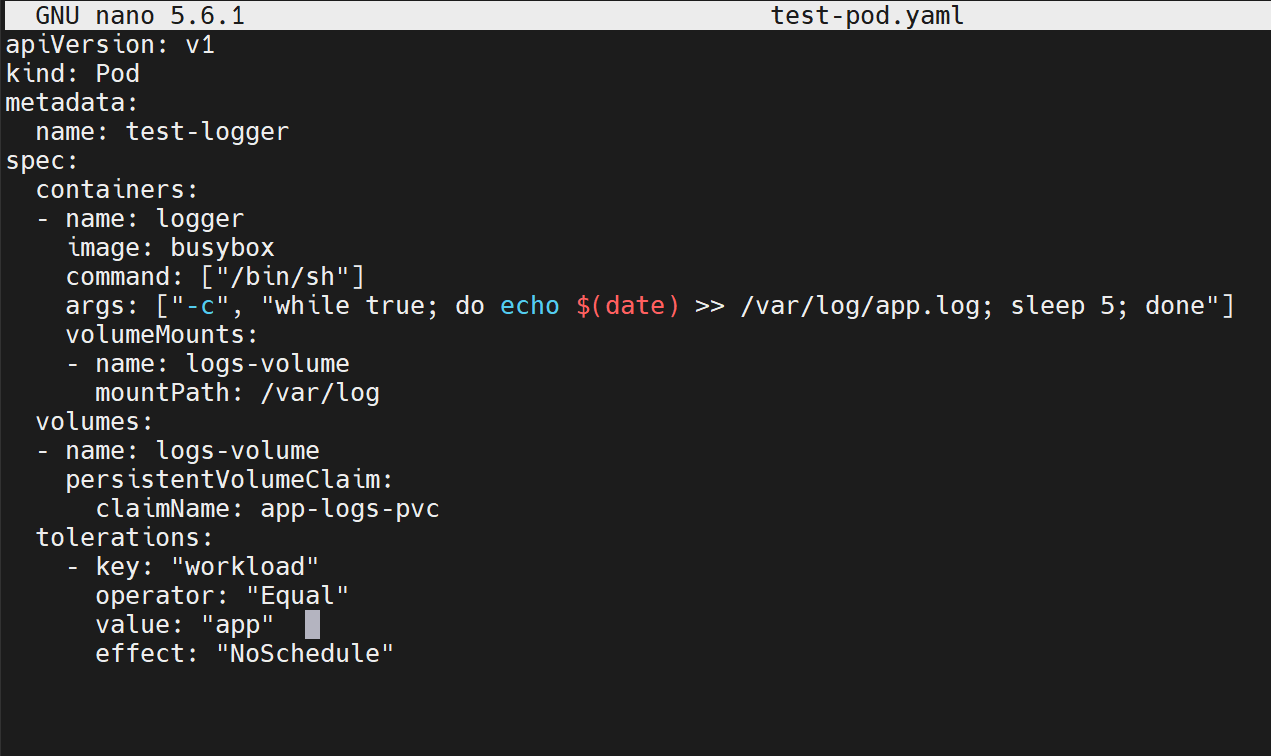 GNU nano 5.6.1 test-pod.yaml
apiVersion: v1
kind: Pod
metadata:
  name: test-logger
spec:
  containers:
  - name: logger
    image: busybox
    command: ["/bin/sh"]
    args: ["-c", "while true; do echo $(date) >> /var/log/app.log; sleep 5; done"]
    volumeMounts:
    - name: logs-volume
      mountPath: /var/log
  volumes:
  - name: logs-volume
    persistentVolumeClaim:
      claimName: app-logs-pvc
  tolerations:
    - key: "workload"
      operator: "Equal"
      value: "app"
      effect: "NoSchedule"